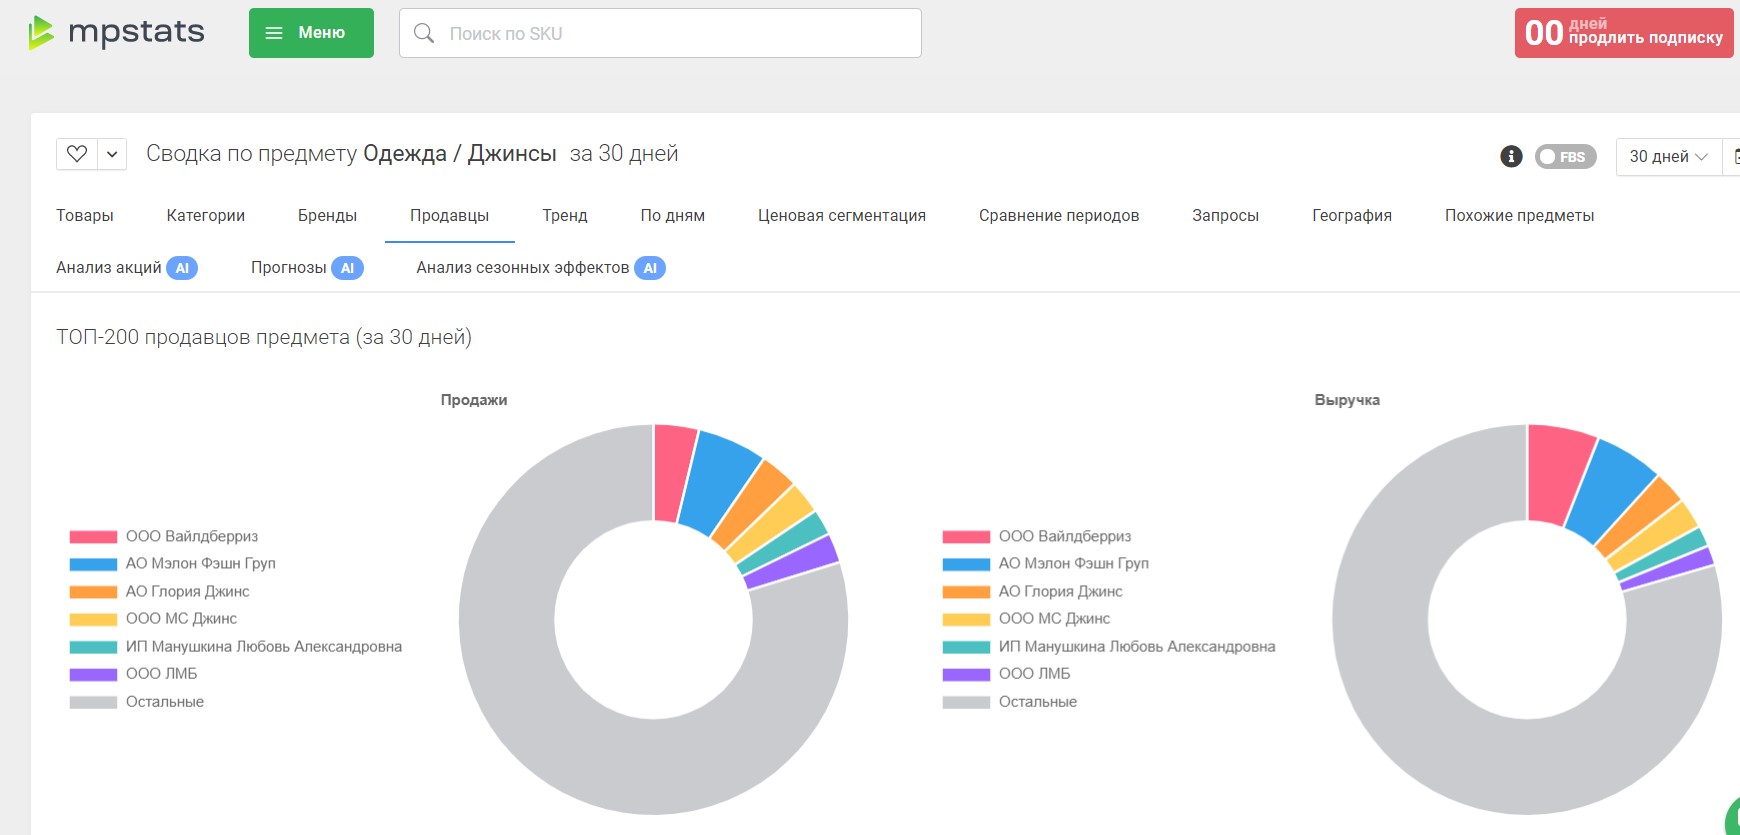 mpstats
Меню
Поиск по SKU
00 дней
продлить подписку
Сводка по предмету Одежда / Джинсы за 30 дней
FBS
30 дней
Товары Категории Бренды Продавцы Тренд По дням Ценовая сегментация Сравнение периодов Запросы География Похожие предметы
Анализ акций AI Прогнозы AI Анализ сезонных эффектов AI
ТОП-200 продавцов предмета (за 30 дней)
Продажи
ООО Вайлдберриз
АО Мэлон Фэшн Груп
АО Глория Джинс
ООО МС Джинс
ИП Манушкина Любовь Александровна
ООО ЛМБ
Остальные
Выручка
ООО Вайлдберриз
АО Мэлон Фэшн Груп
АО Глория Джинс
ООО МС Джинс
ИП Манушкина Любовь Александровна
ООО ЛМБ
Остальные